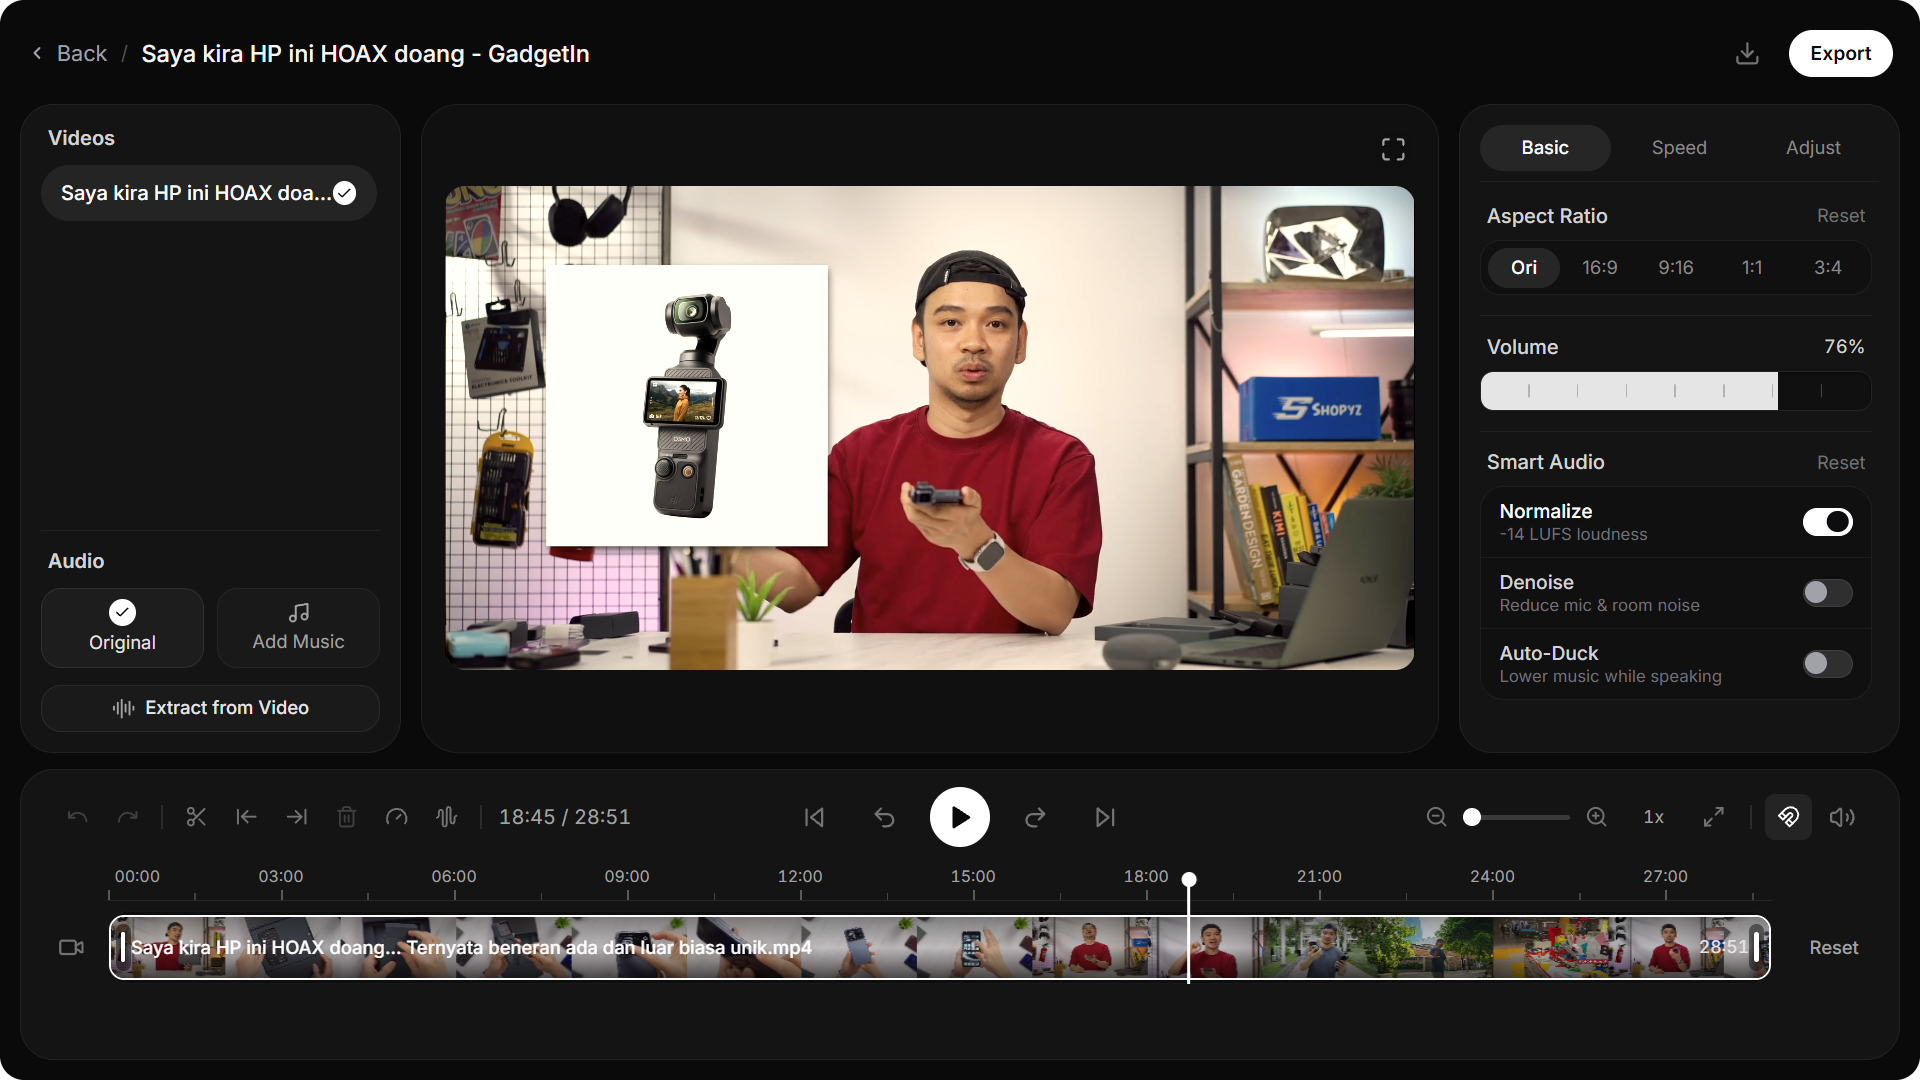 Back / Saya kira HP ini HOAX doang - GadgetIn
Export
Videos
Saya kira HP ini HOAX doa...
Audio
Original
Add Music
Extract from Video
ELECTRONICS TOOLKIT
OSMO
SHOPYZ
GARDEN DESIGN
KIMI
Basic
Speed
Adjust
Aspect Ratio
Reset
Ori
16:9
9:16
1:1
3:4
Volume
76%
Smart Audio
Reset
Normalize
-14 LUFS loudness
Denoise
Reduce mic & room noise
Auto-Duck
Lower music while speaking
18:45 / 28:51
1x
00:00
03:00
06:00
09:00
12:00
15:00
18:00
21:00
24:00
27:00
Saya kira HP ini HOAX doang... Ternyata beneran ada dan luar biasa unik.mp4
28:51
Reset